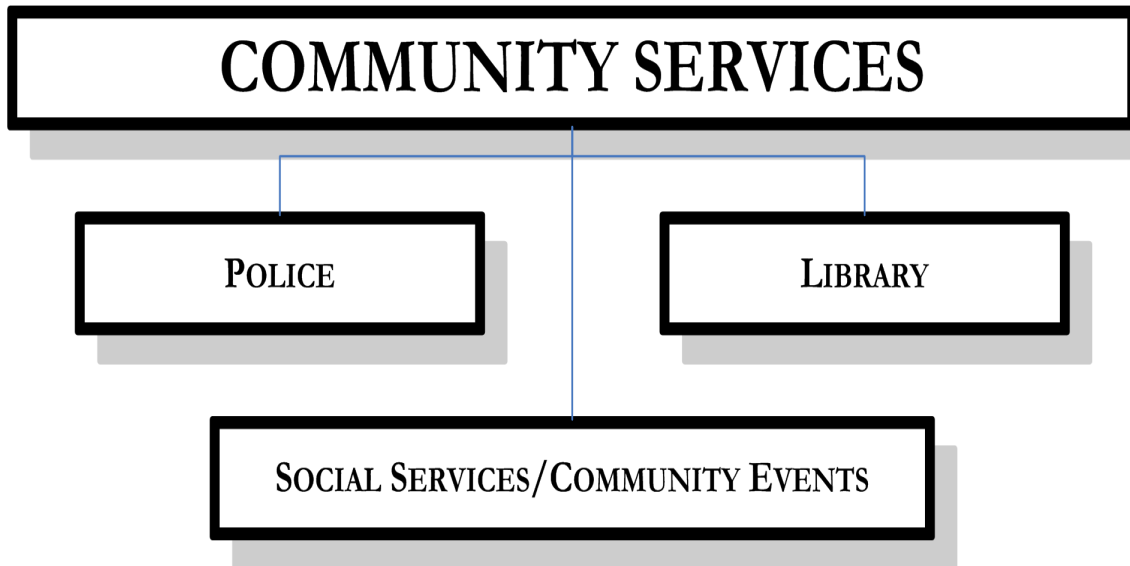 COMMUNITY SERVICES
POLICE
LIBRARY
SOCIAL SERVICES/COMMUNITY EVENTS